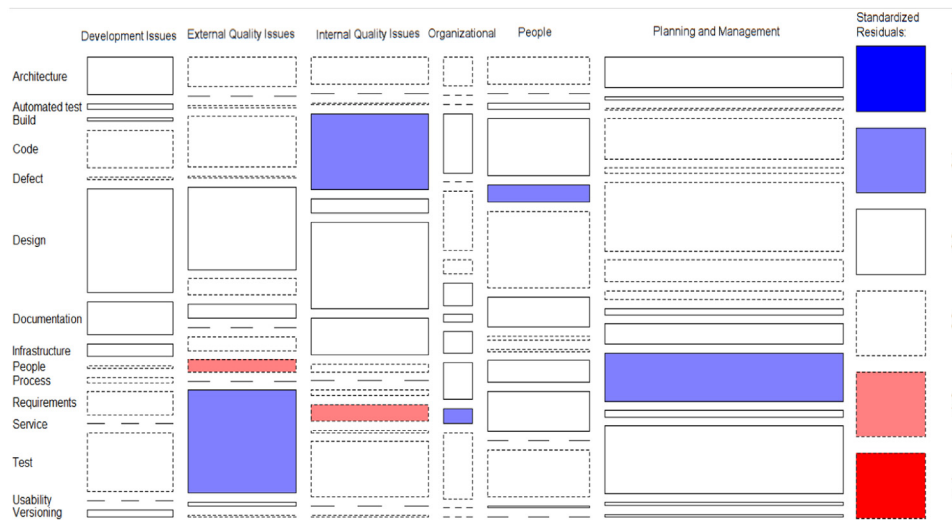 Development Issues External Quality Issues Internal Quality Issues Organizational People Planning and Management Standardized
Residuals:
Architecture
Automated test
Build
Code
Defect
Design
Documentation
Infrastructure
People
Process
Requirements
Service
Test
Usability
Versioning